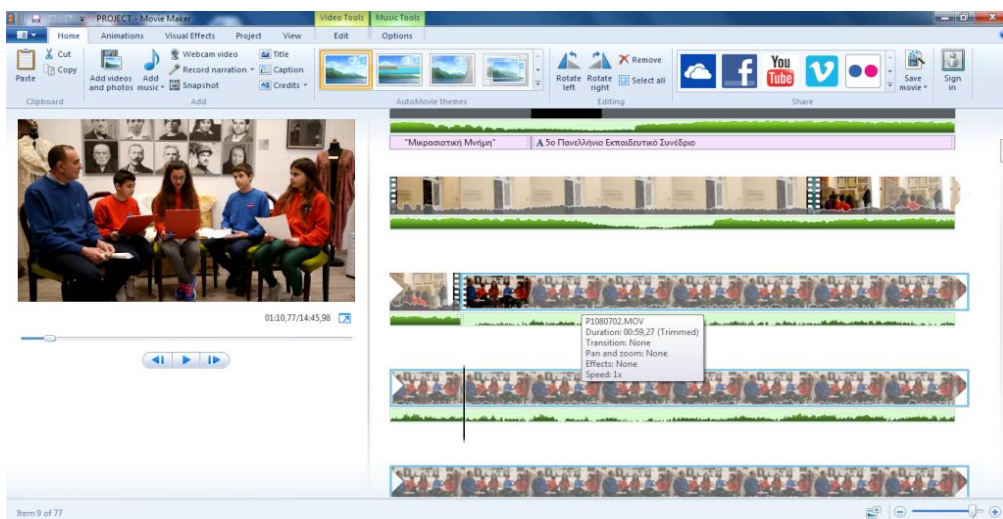 PROJECT - Movie Maker
Video Tools
Music Tools
Home
Animations
Visual Effects
Project
View
Edit
Options
Paste
Cut
Copy
Clipboard
Add videos and photos
Add music
Webcam video
Record narration
Snapshot
Title
Caption
Credits
Add
AutoMovie themes
Rotate left
Rotate right
Remove
Select all
Editing
f
You Tube
Share
Save movie
Sign in
"Μικρασιατική Μνήμη"
A 5ο Πανελλήνιο Εκπαιδευτικό Συνέδριο
01:10,77/14:45,98
P1080702.MOV
Duration: 00:59,27 (Trimmed)
Transition: None
Pan and zoom: None
Effects: None
Speed: 1x
Item 9 of 77